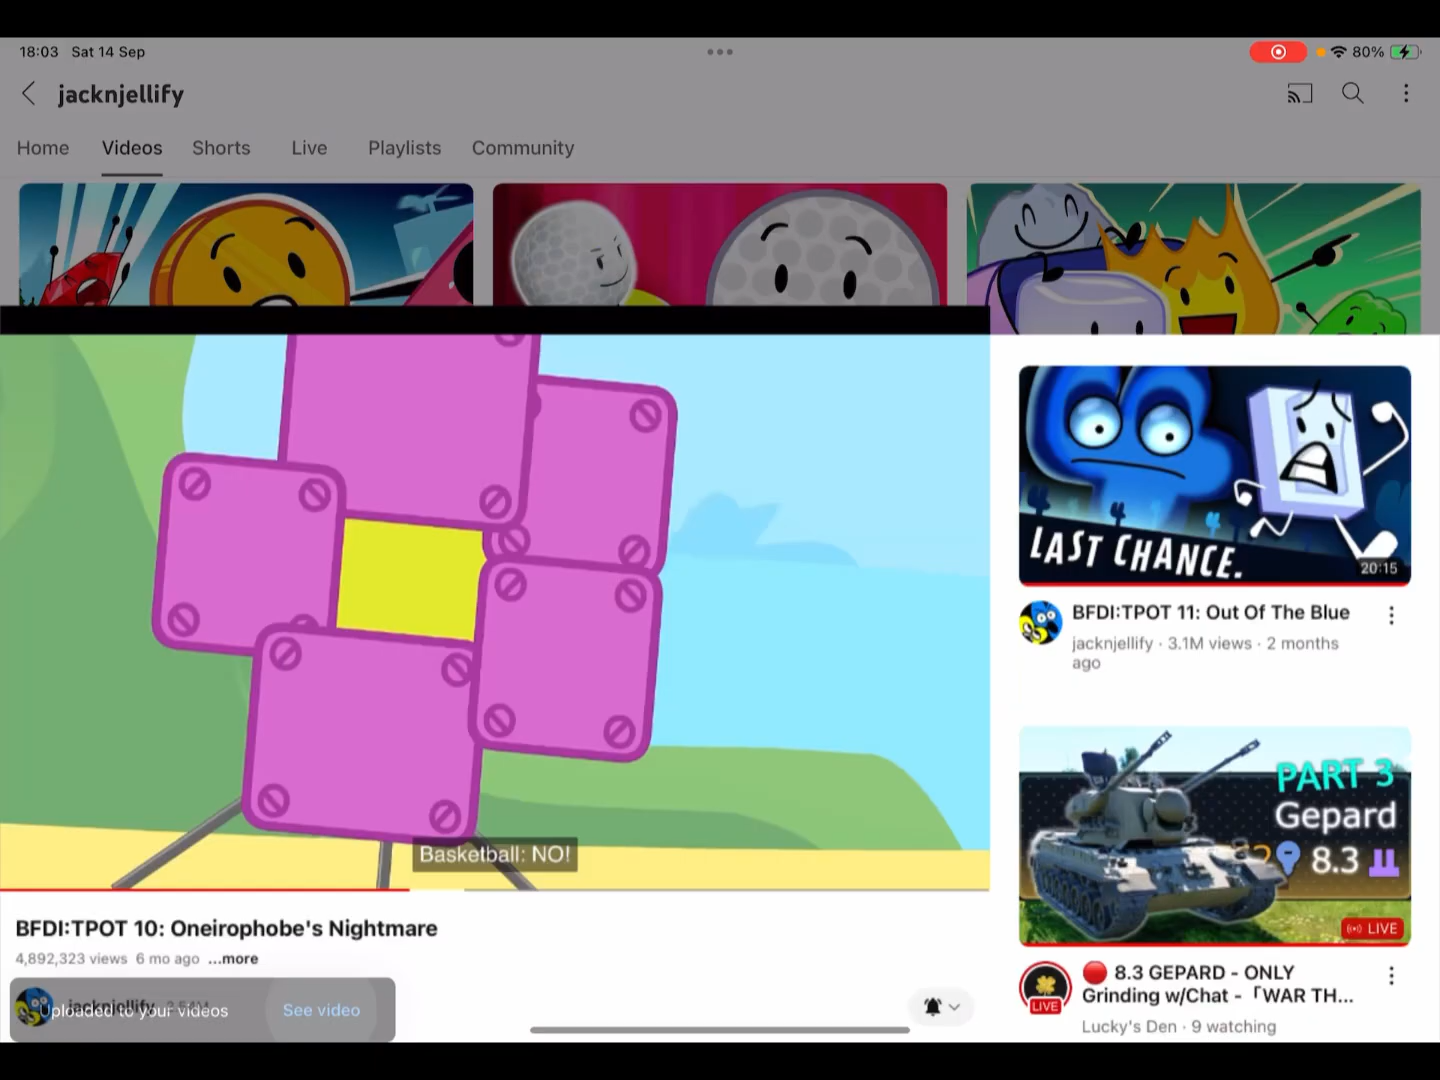 18:03 Sat 14 Sep
80%
jacknjellify
Home Videos Shorts Live Playlists Community
Basketball: NO!
BFDI:TPOT 10: Oneirophobe's Nightmare
4,892,323 views 6 mo ago ...more
jacknjellify
Uploaded to your videos See video
LAST CHANCE.
20:15
BFDI:TPOT 11: Out Of The Blue
jacknjellify · 3.1M views · 2 months
ago
PART 3
Gepard
8.3
LIVE
LIVE
8.3 GEPARD - ONLY
Grinding w/Chat -「WAR TH...
Lucky's Den · 9 watching